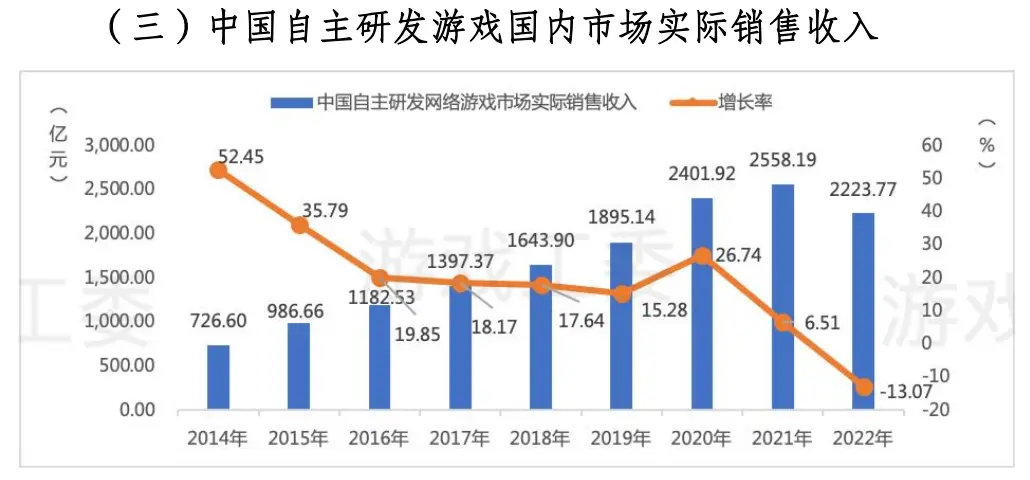 （三）中国自主研发游戏国内市场实际销售收入
中国自主研发网络游戏市场实际销售收入 增长率
（亿元） （%）
3,000.00 52.45 60
2,500.00 35.79 2401.92 2558.19 2223.77 50
2,000.00 1643.90 1895.14 40
1,500.00 1397.37 26.74 30
1182.53 20
1,000.00 986.66 19.85 18.17 17.64 15.28 6.51 10
726.60 0
500.00 -10
-13.07
0.00 -20
2014年 2015年 2016年 2017年 2018年 2019年 2020年 2021年 2022年
工委 游戏工委 游戏